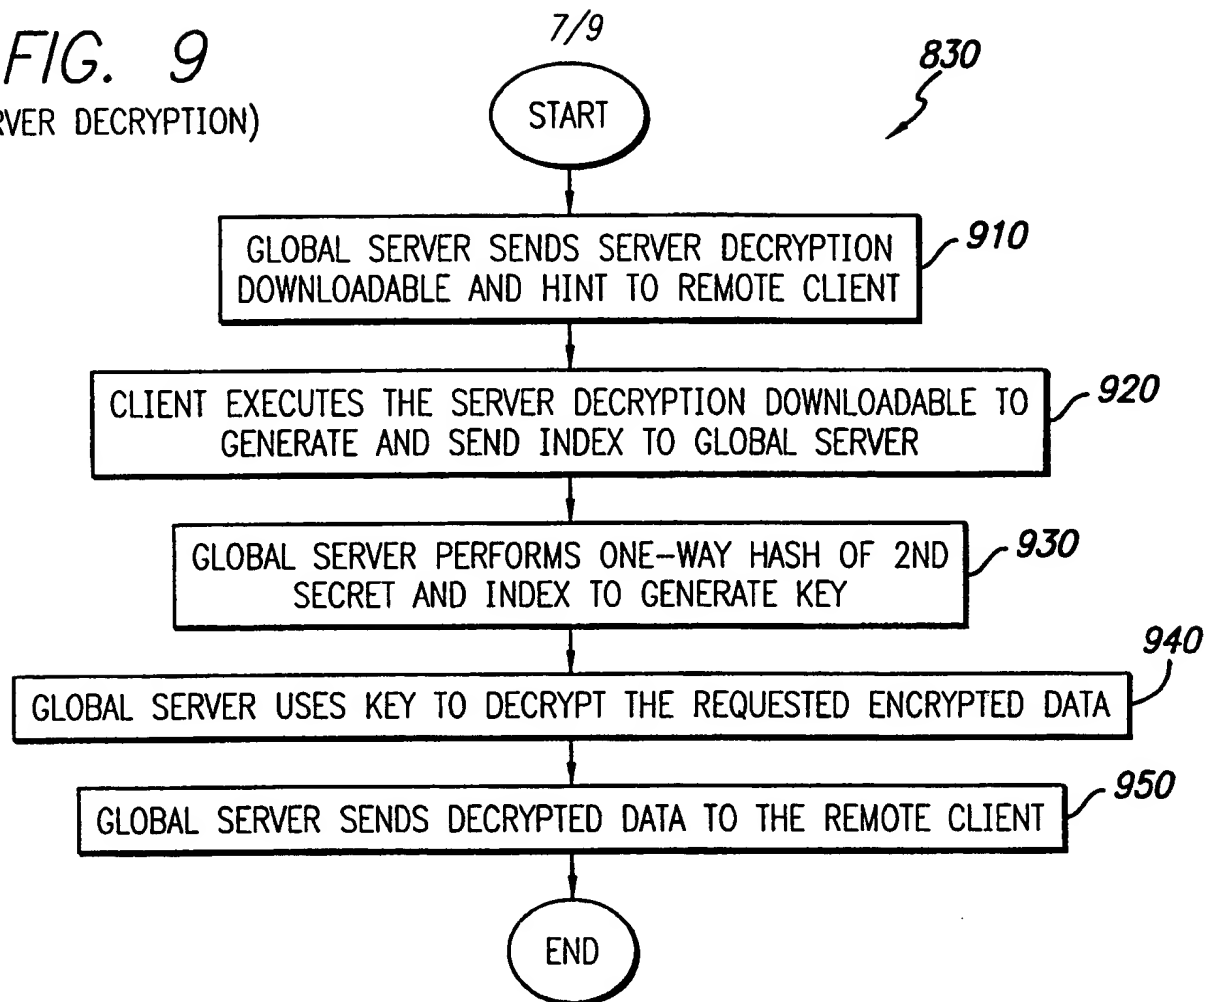 7/9
FIG. 9
RVER DECRYPTION)
830
START
GLOBAL SERVER SENDS SERVER DECRYPTION
DOWNLOADABLE AND HINT TO REMOTE CLIENT
910
CLIENT EXECUTES THE SERVER DECRYPTION DOWNLOADABLE TO
GENERATE AND SEND INDEX TO GLOBAL SERVER
920
GLOBAL SERVER PERFORMS ONE-WAY HASH OF 2ND
SECRET AND INDEX TO GENERATE KEY
930
GLOBAL SERVER USES KEY TO DECRYPT THE REQUESTED ENCRYPTED DATA
940
GLOBAL SERVER SENDS DECRYPTED DATA TO THE REMOTE CLIENT
950
END